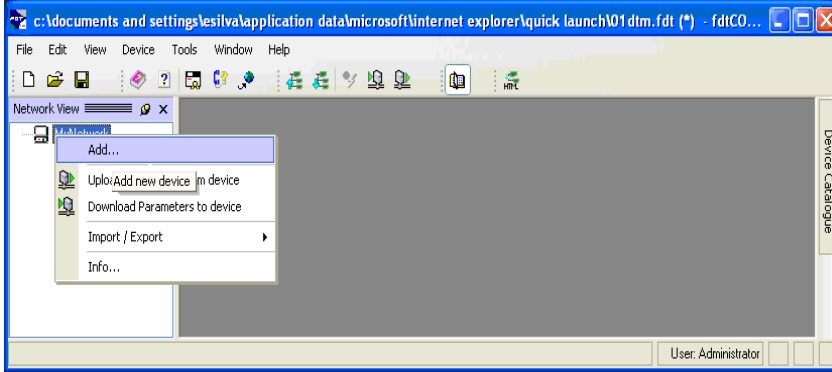 c:\documents and settings\esilva\application data\microsoft\internet explorer\quick launch\01dtm.fdt (*) - fdtCO...
File Edit View Device Tools Window Help
HTML
Network View
MyNetwork
Add...
Add new device
m device
Download Parameters to device
Import / Export
Info...
Device Catalogue
User: Administrator